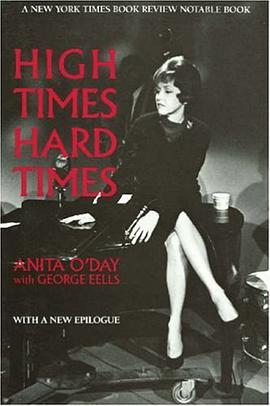 A NEW YORK TIMES BOOK REVIEW NOTABLE BOOK
HIGH
TIMES
HARD
TIMES
ANITA O'DAY
with GEORGE EELLS
WITH A NEW EPILOGUE